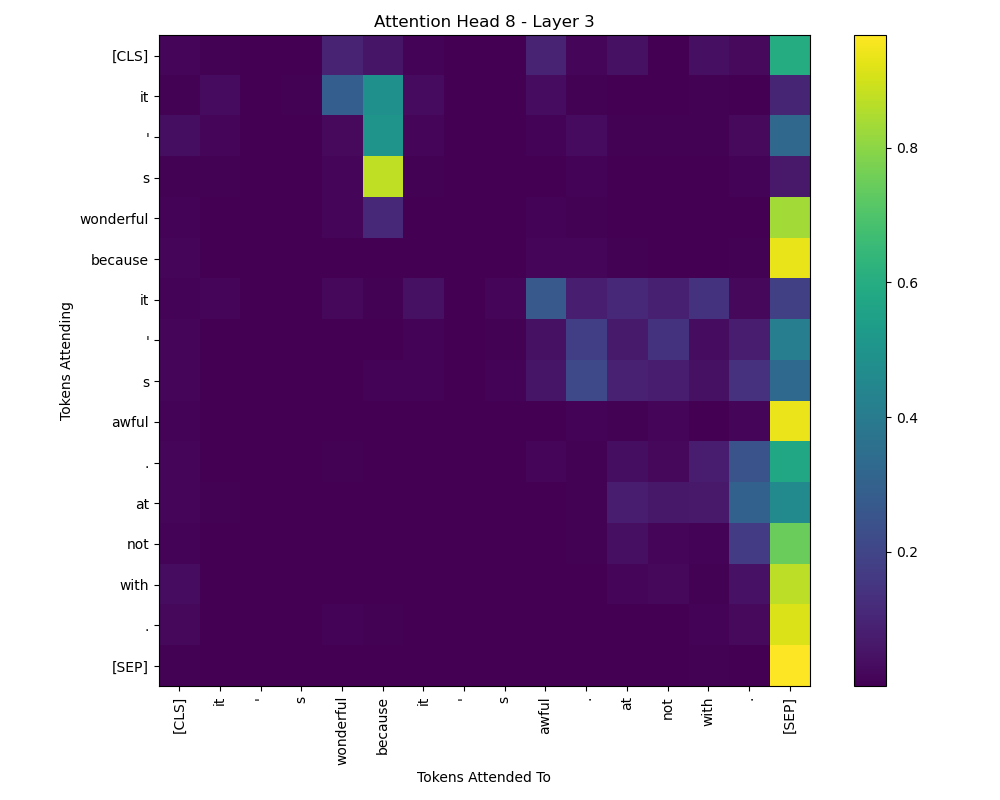 Attention Head 8 - Layer 3
[CLS]
it
'
s
wonderful
because
it
'
s
awful
.
at
not
with
.
[SEP]
Tokens Attending
[CLS]
it
'
s
wonderful
because
it
'
s
awful
.
at
not
with
.
[SEP]
Tokens Attended To
0.8
0.6
0.4
0.2